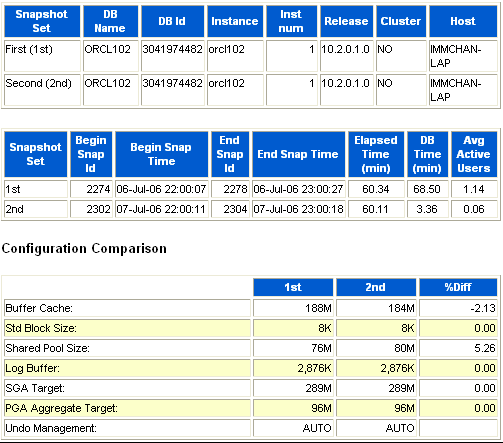 Snapshot Set DB Name DB Id Instance Inst num Release Cluster Host
First (1st) ORCL102 3041974482 orcl102 1 10.2.0.1.0 NO IMMCHAN-LAP
Second (2nd) ORCL102 3041974482 orcl102 1 10.2.0.1.0 NO IMMCHAN-LAP
Snapshot Set Begin Snap Id Begin Snap Time End Snap Id End Snap Time Elapsed Time (min) DB Time (min) Avg Active Users
1st 2274 06-Jul-06 22:00:07 2278 06-Jul-06 23:00:27 60.34 68.50 1.14
2nd 2302 07-Jul-06 22:00:11 2304 07-Jul-06 23:00:18 60.11 3.36 0.06
Configuration Comparison
1st 2nd %Diff
Buffer Cache: 188M 184M -2.13
Std Block Size: 8K 8K 0.00
Shared Pool Size: 76M 80M 5.26
Log Buffer: 2,876K 2,876K 0.00
SGA Target: 289M 289M 0.00
PGA Aggregate Target: 96M 96M 0.00
Undo Management: AUTO AUTO